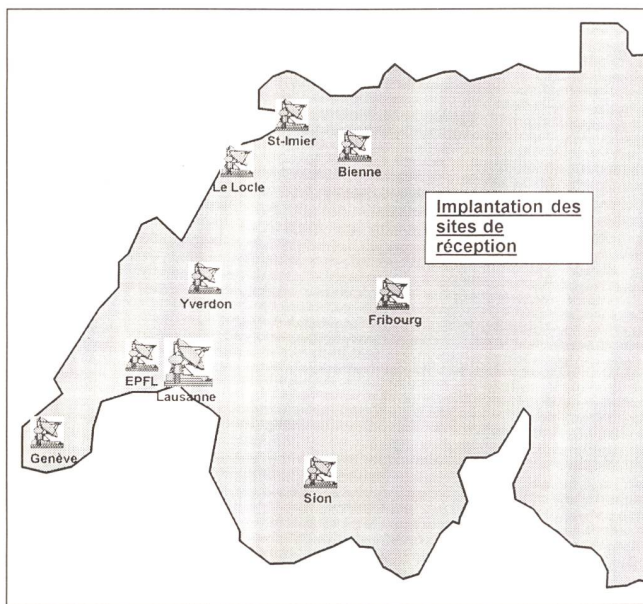 St-Imier
Bienne
Le Locle
Implantation des
sites de
réception
Yverdon
Fribourg
EPFL
Lausanne
Genève
Sion